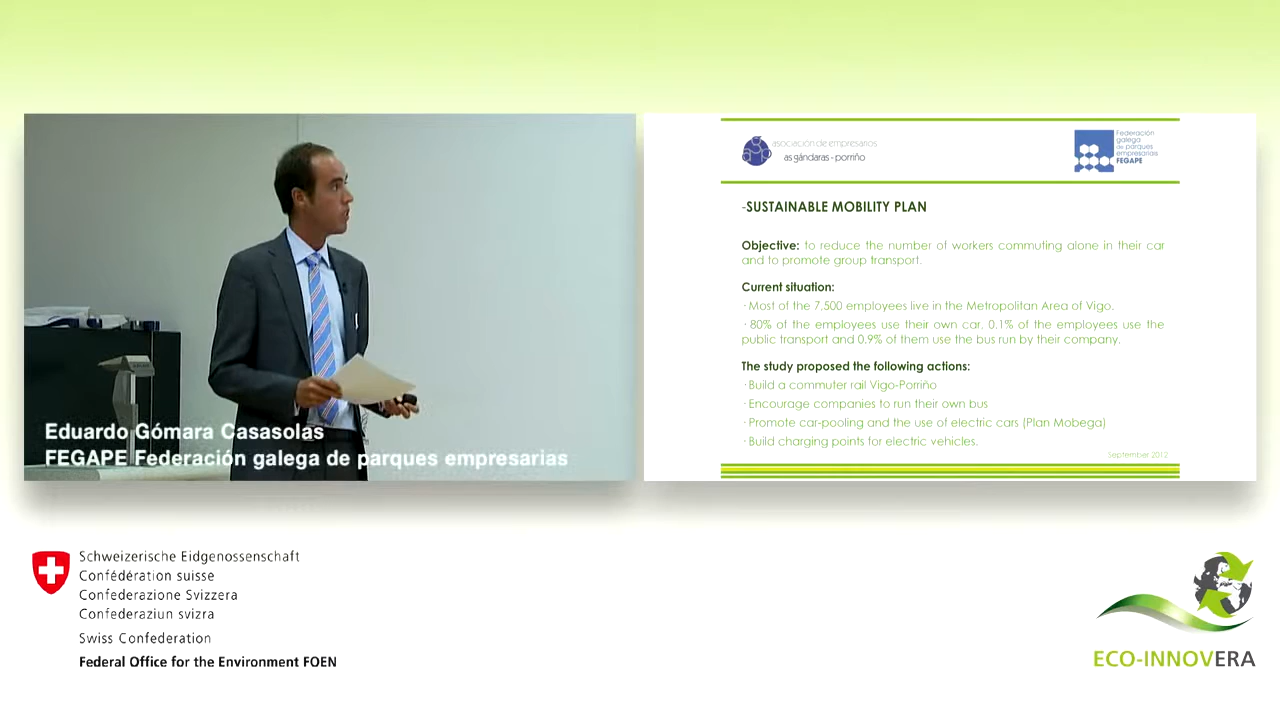 Eduardo Gómara Casasolas
FEGAPE Federación galega de parques empresarias
asociación de empresarios
as gándaras - porriño
Federación
galega
de parques
empresariais
FEGAPE
-SUSTAINABLE MOBILITY PLAN
Objective: to reduce the number of workers commuting alone in their car
and to promote group transport.
Current situation:
· Most of the 7,500 employees live in the Metropolitan Area of Vigo.
· 80% of the employees use their own car, 0.1% of the employees use the
public transport and 0.9% of them use the bus run by their company.
The study proposed the following actions:
· Build a commuter rail Vigo-Porriño
· Encourage companies to run their own bus
· Promote car-pooling and the use of electric cars (Plan Mobega)
· Build charging points for electric vehicles.
September 2012
Schweizerische Eidgenossenschaft
Confédération suisse
Confederazione Svizzera
Confederaziun svizra
Swiss Confederation
Federal Office for the Environment FOEN
ECO-INNOVERA